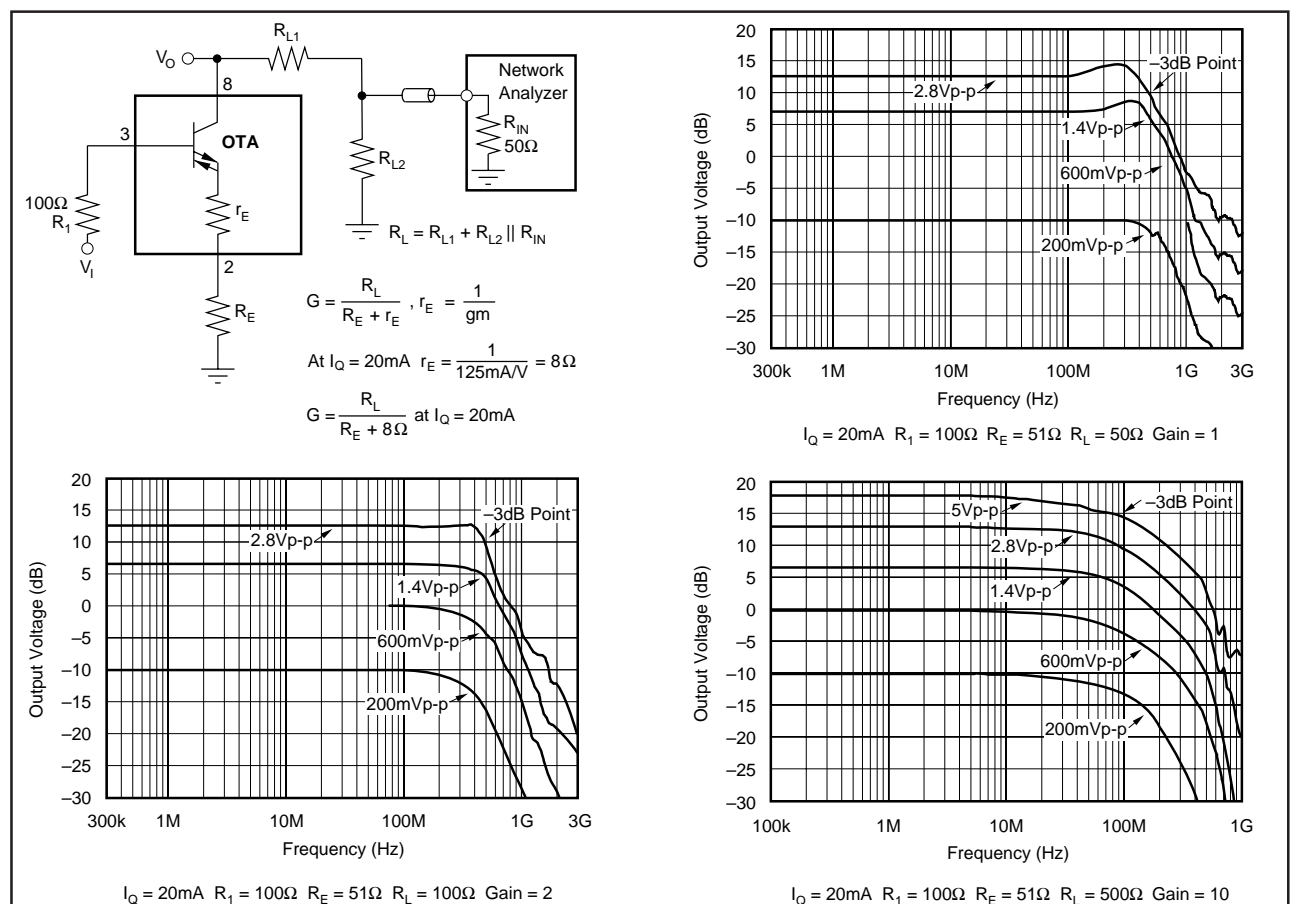 V_O
R_L1
8
Network
Analyzer
3
OTA
R_IN
50Ω
R_L2
100Ω
R_1
r_E
V_I
R_L = R_L1 + R_L2 || R_IN
2
R_E
G = R_L / (R_E + r_E) , r_E = 1 / gm
At I_Q = 20mA r_E = 1 / 125mA/V = 8Ω
G = R_L / (R_E + 8Ω) at I_Q = 20mA
20
15
10
5
0
–5
–10
–15
–20
–25
–30
Output Voltage (dB)
–3dB Point
2.8Vp-p
1.4Vp-p
600mVp-p
200mVp-p
300k 1M 10M 100M 1G 3G
Frequency (Hz)
I_Q = 20mA R_1 = 100Ω R_E = 51Ω R_L = 50Ω Gain = 1
20
15
10
5
0
–5
–10
–15
–20
–25
–30
Output Voltage (dB)
–3dB Point
2.8Vp-p
1.4Vp-p
600mVp-p
200mVp-p
300k 1M 10M 100M 1G 3G
Frequency (Hz)
I_Q = 20mA R_1 = 100Ω R_E = 51Ω R_L = 100Ω Gain = 2
20
15
10
5
0
–5
–10
–15
–20
–25
–30
Output Voltage (dB)
–3dB Point
5Vp-p
2.8Vp-p
1.4Vp-p
600mVp-p
200mVp-p
100k 1M 10M 100M 1G
Frequency (Hz)
I_Q = 20mA R_1 = 100Ω R_E = 51Ω R_L = 500Ω Gain = 10